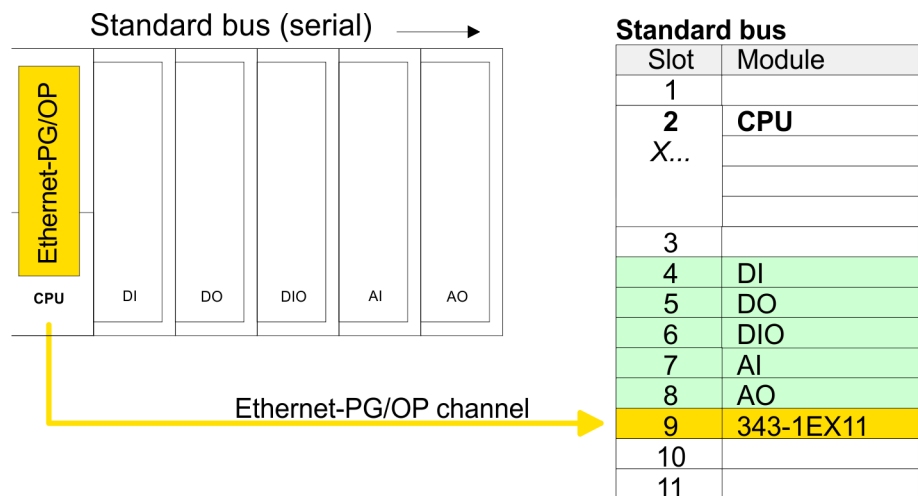 Standard bus (serial)
Ethernet-PG/OP
CPU
DI
DO
DIO
AI
AO
Ethernet-PG/OP channel
Standard bus
Slot Module
1
2 CPU
X...
3
4 DI
5 DO
6 DIO
7 AI
8 AO
9 343-1EX11
10
11